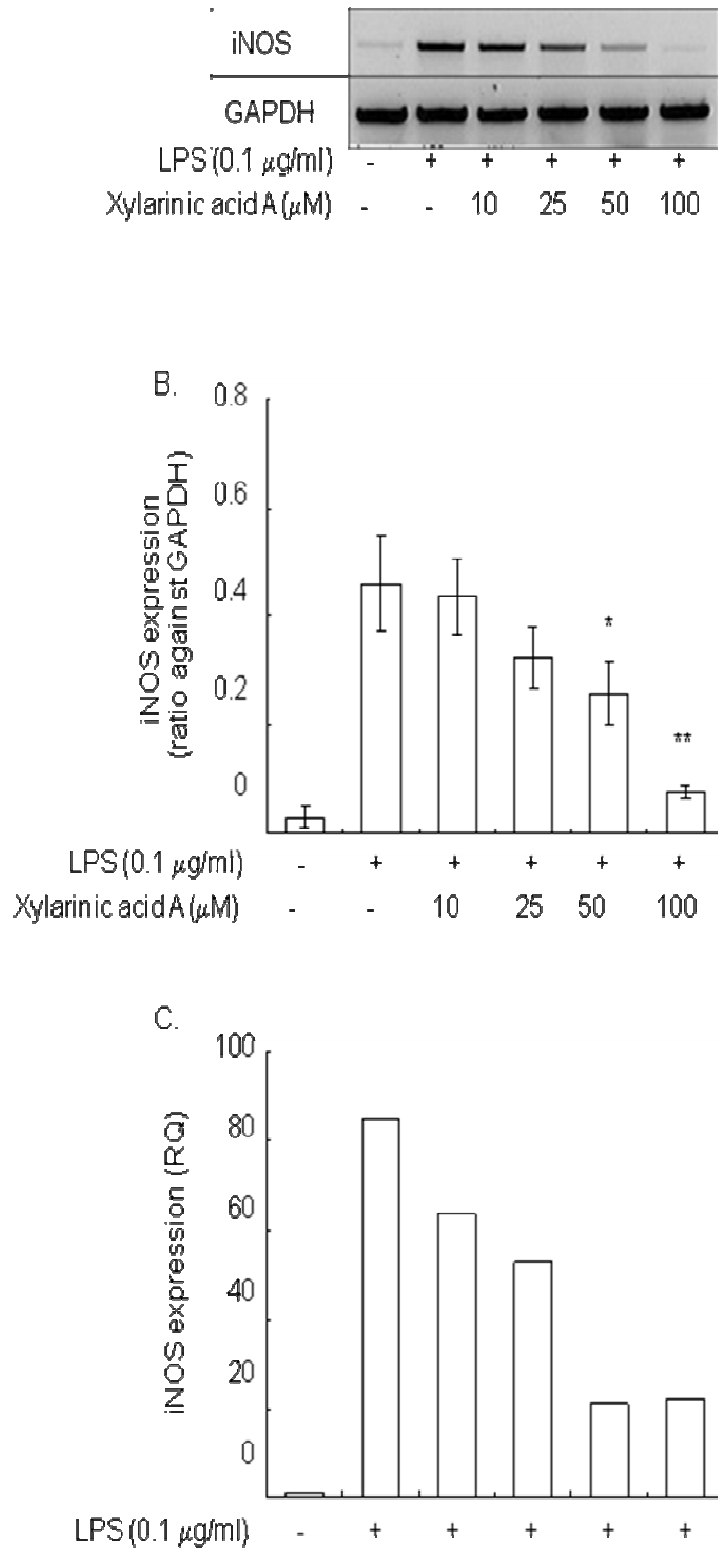 iNOS
GAPDH
LPS (0.1 μg/ml) - + + + + +
Xylarinic acid A (μM) - - 10 25 50 100
B.
0.8
0.6
0.4
0.2
0
iNOS expression
(ratio against GAPDH)
*
**
LPS (0.1 μg/ml) - + + + + +
Xylarinic acid A (μM) - - 10 25 50 100
C.
100
80
60
40
20
0
iNOS expression (RQ)
LPS (0.1 μg/ml) - + + + + +